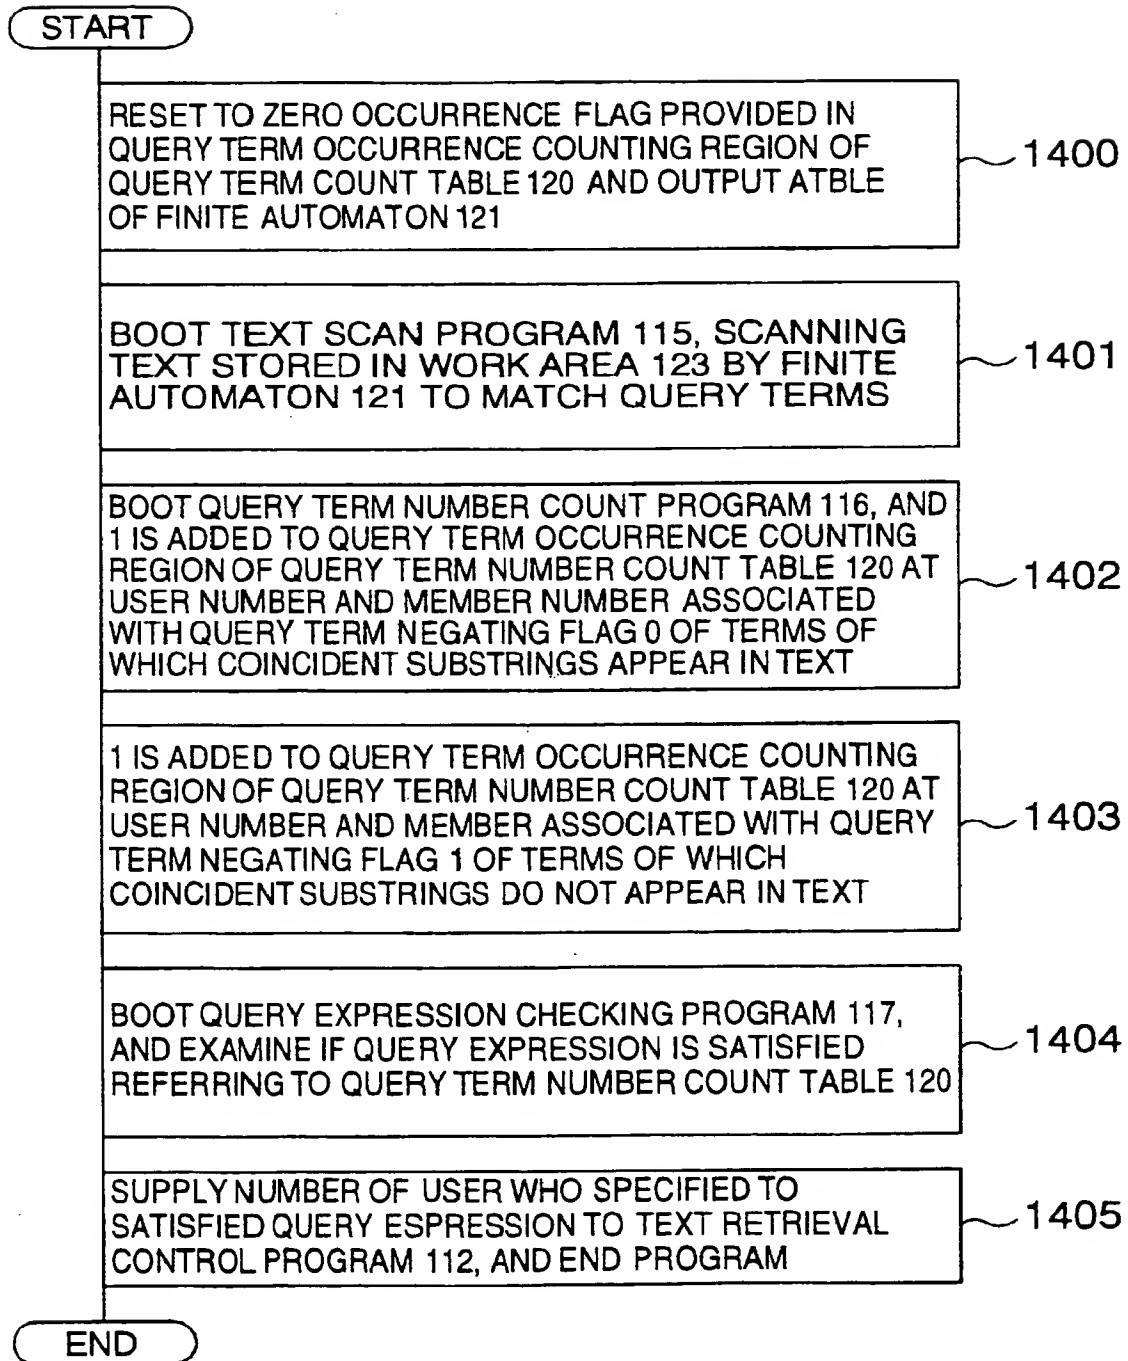 START
RESET TO ZERO OCCURRENCE FLAG PROVIDED IN
QUERY TERM OCCURRENCE COUNTING REGION OF
QUERY TERM COUNT TABLE 120 AND OUTPUT ATBLE
OF FINITE AUTOMATON 121
1400
BOOT TEXT SCAN PROGRAM 115, SCANNING
TEXT STORED IN WORK AREA 123 BY FINITE
AUTOMATON 121 TO MATCH QUERY TERMS
1401
BOOT QUERY TERM NUMBER COUNT PROGRAM 116, AND
1 IS ADDED TO QUERY TERM OCCURRENCE COUNTING
REGION OF QUERY TERM NUMBER COUNT TABLE 120 AT
USER NUMBER AND MEMBER NUMBER ASSOCIATED
WITH QUERY TERM NEGATING FLAG 0 OF TERMS OF
WHICH COINCIDENT SUBSTRINGS APPEAR IN TEXT
1402
1 IS ADDED TO QUERY TERM OCCURRENCE COUNTING
REGION OF QUERY TERM NUMBER COUNT TABLE 120 AT
USER NUMBER AND MEMBER ASSOCIATED WITH QUERY
TERM NEGATING FLAG 1 OF TERMS OF WHICH
COINCIDENT SUBSTRINGS DO NOT APPEAR IN TEXT
1403
BOOT QUERY EXPRESSION CHECKING PROGRAM 117,
AND EXAMINE IF QUERY EXPRESSION IS SATISFIED
REFERRING TO QUERY TERM NUMBER COUNT TABLE 120
1404
SUPPLY NUMBER OF USER WHO SPECIFIED TO
SATISFIED QUERY ESPRESSION TO TEXT RETRIEVAL
CONTROL PROGRAM 112, AND END PROGRAM
1405
END